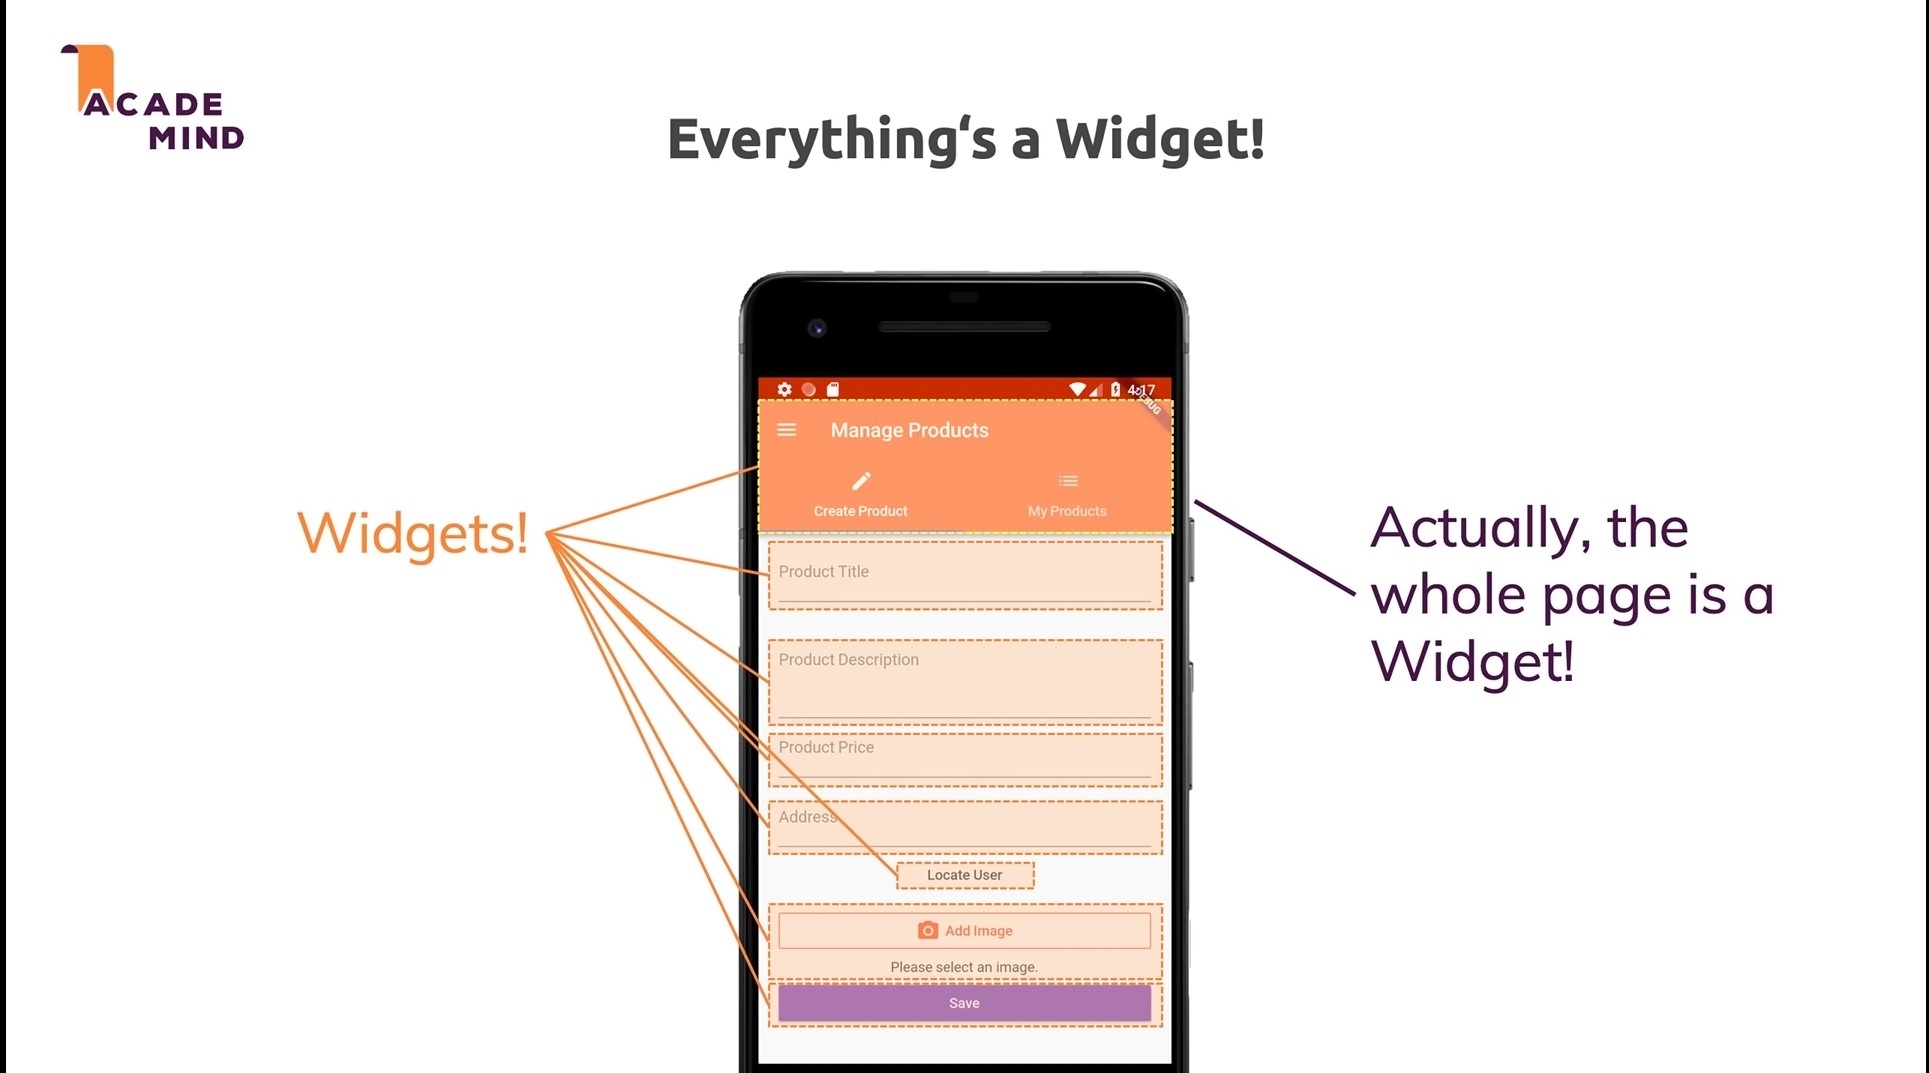 ACADE
MIND
Everything‘s a Widget!
4:17
DEBUG
Manage Products
Create Product
My Products
Widgets!
Actually, the
whole page is a
Widget!
Product Title
Product Description
Product Price
Address
Locate User
Add Image
Please select an image.
Save